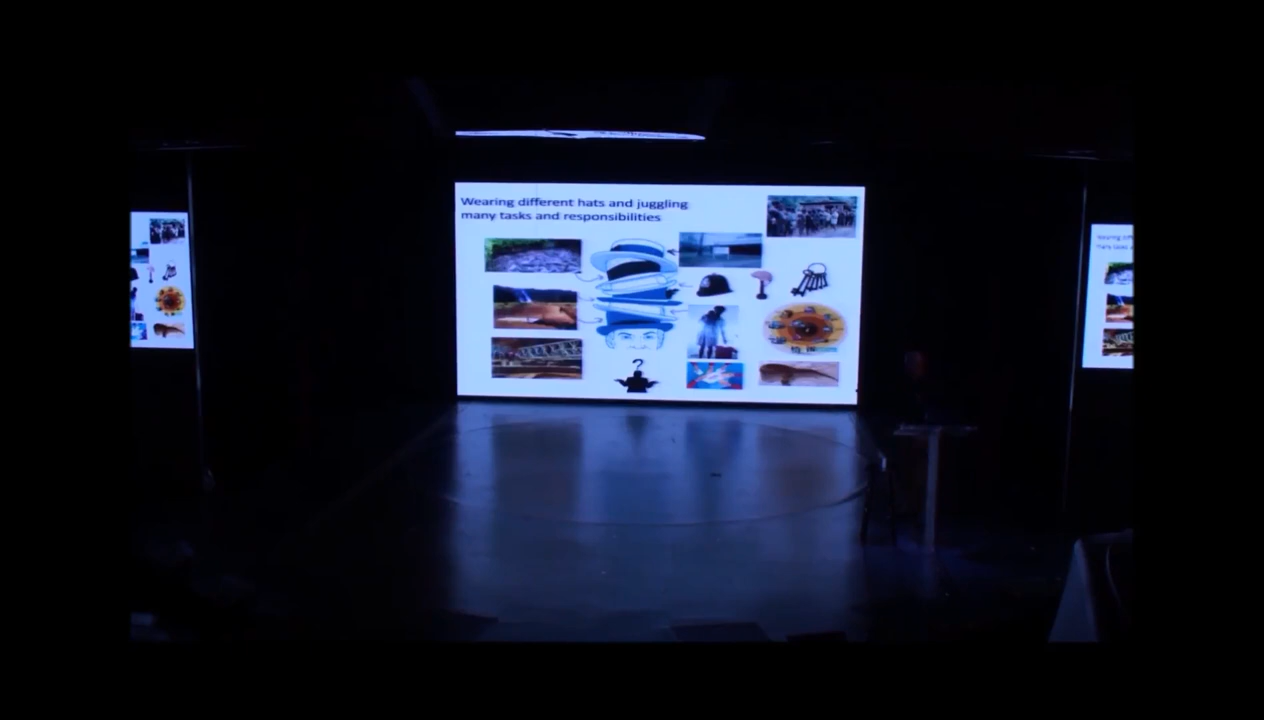 Wearing different hats and juggling
many tasks and responsibilities
?